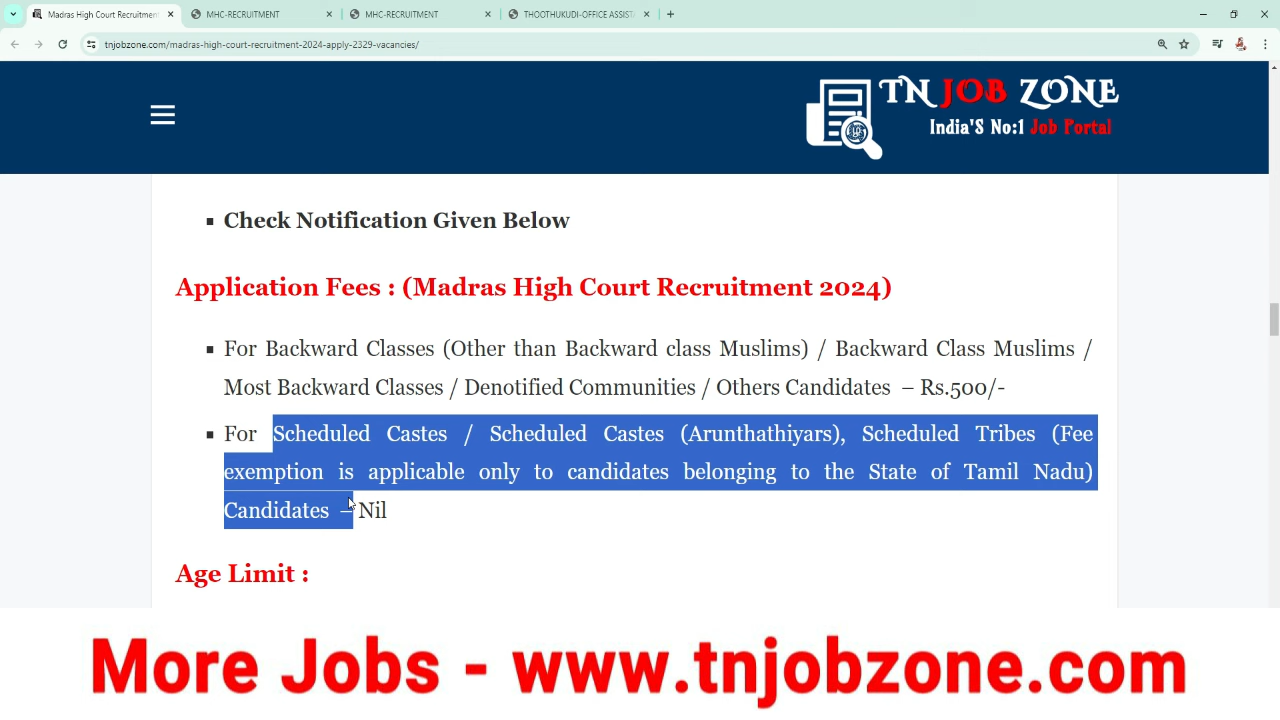 Madras High Court Recruitment
MHC-RECRUITMENT
MHC-RECRUITMENT
THOOTHUKUDI-OFFICE ASSIST
tnjobzone.com/madras-high-court-recruitment-2024-apply-2329-vacancies/
TN JOB ZONE
India'S No:1 Job Portal
Check Notification Given Below
Application Fees : (Madras High Court Recruitment 2024)
For Backward Classes (Other than Backward class Muslims) / Backward Class Muslims /
Most Backward Classes / Denotified Communities / Others Candidates – Rs.500/-
For Scheduled Castes / Scheduled Castes (Arunthathiyars), Scheduled Tribes (Fee
exemption is applicable only to candidates belonging to the State of Tamil Nadu)
Candidates – Nil
Age Limit :
More Jobs - www.tnjobzone.com